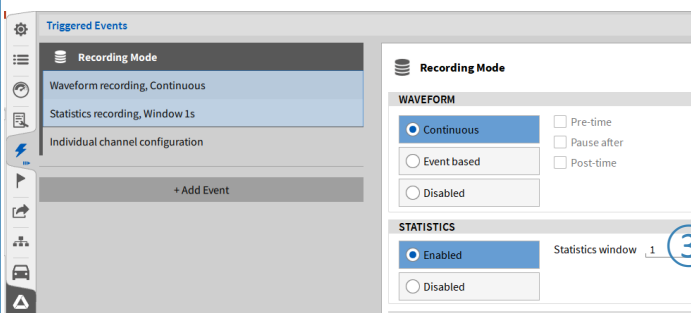 Triggered Events
Recording Mode
Waveform recording, Continuous
Statistics recording, Window 1s
Individual channel configuration
+ Add Event
Recording Mode
WAVEFORM
Continuous
Pre-time
Pause after
Event based
Post-time
Disabled
STATISTICS
Enabled
Statistics window 1
3
Disabled